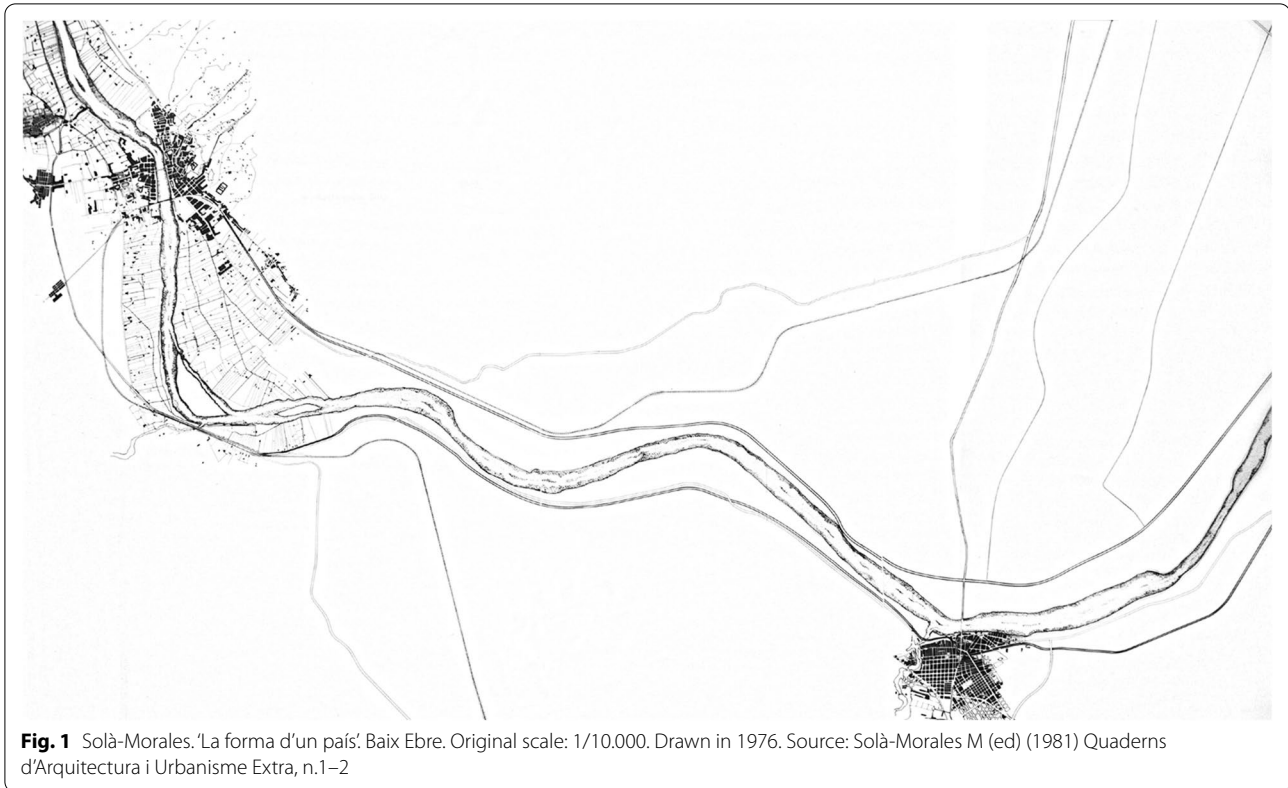 Fig. 1 Solà-Morales. ‘La forma d’un país’. Baix Ebre. Original scale: 1/10.000. Drawn in 1976. Source: Solà-Morales M (ed) (1981) Quaderns
d’Arquitectura i Urbanisme Extra, n.1–2